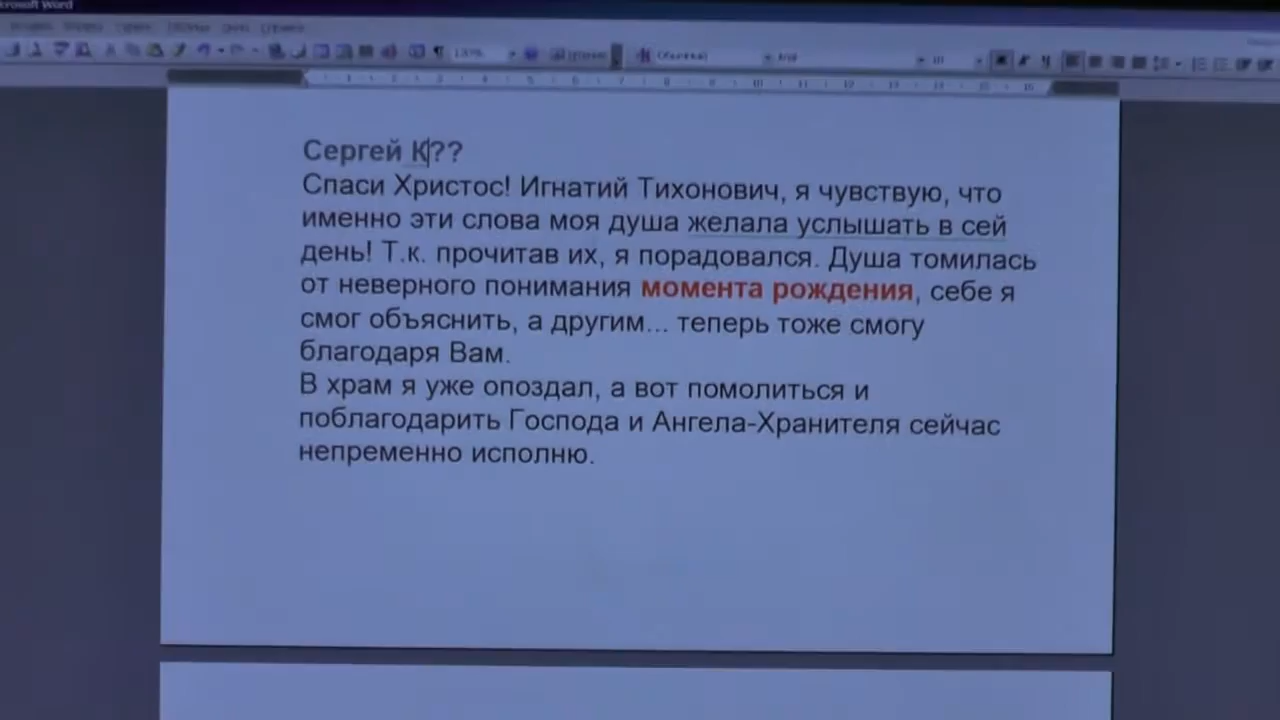 crosoft Word
Сергей К??
Спаси Христос! Игнатий Тихонович, я чувствую, что
именно эти слова моя душа желала услышать в сей
день! Т.к. прочитав их, я порадовался. Душа томилась
от неверного понимания момента рождения, себе я
смог объяснить, а другим... теперь тоже смогу
благодаря Вам.
В храм я уже опоздал, а вот помолиться и
поблагодарить Господа и Ангела-Хранителя сейчас
непременно исполню.